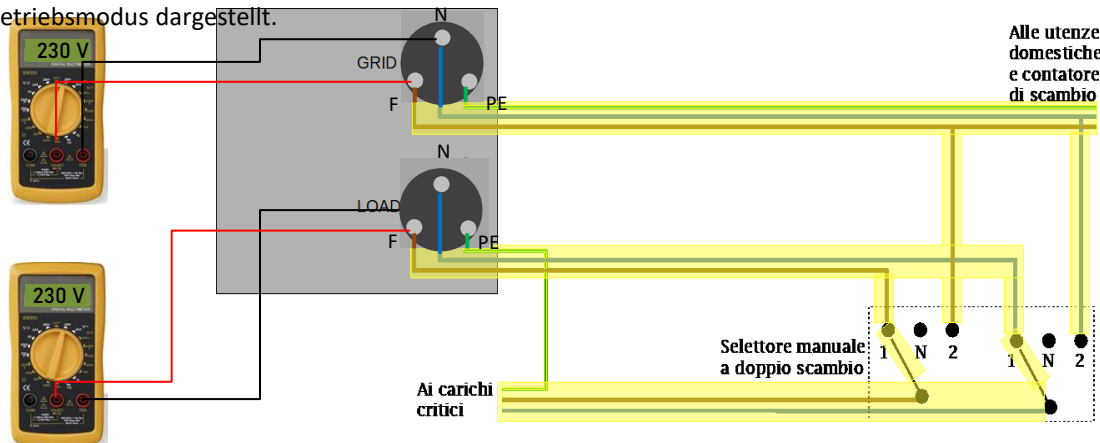 etriebsmodus dargestellt.
230 V
GRID
N
F
PE
Alle utenze
domestiche
e contatore
di scambio
LOAD
N
F
PE
230 V
Selettore manuale
a doppio scambio
1 N 2
1 N 2
Ai carichi
critici